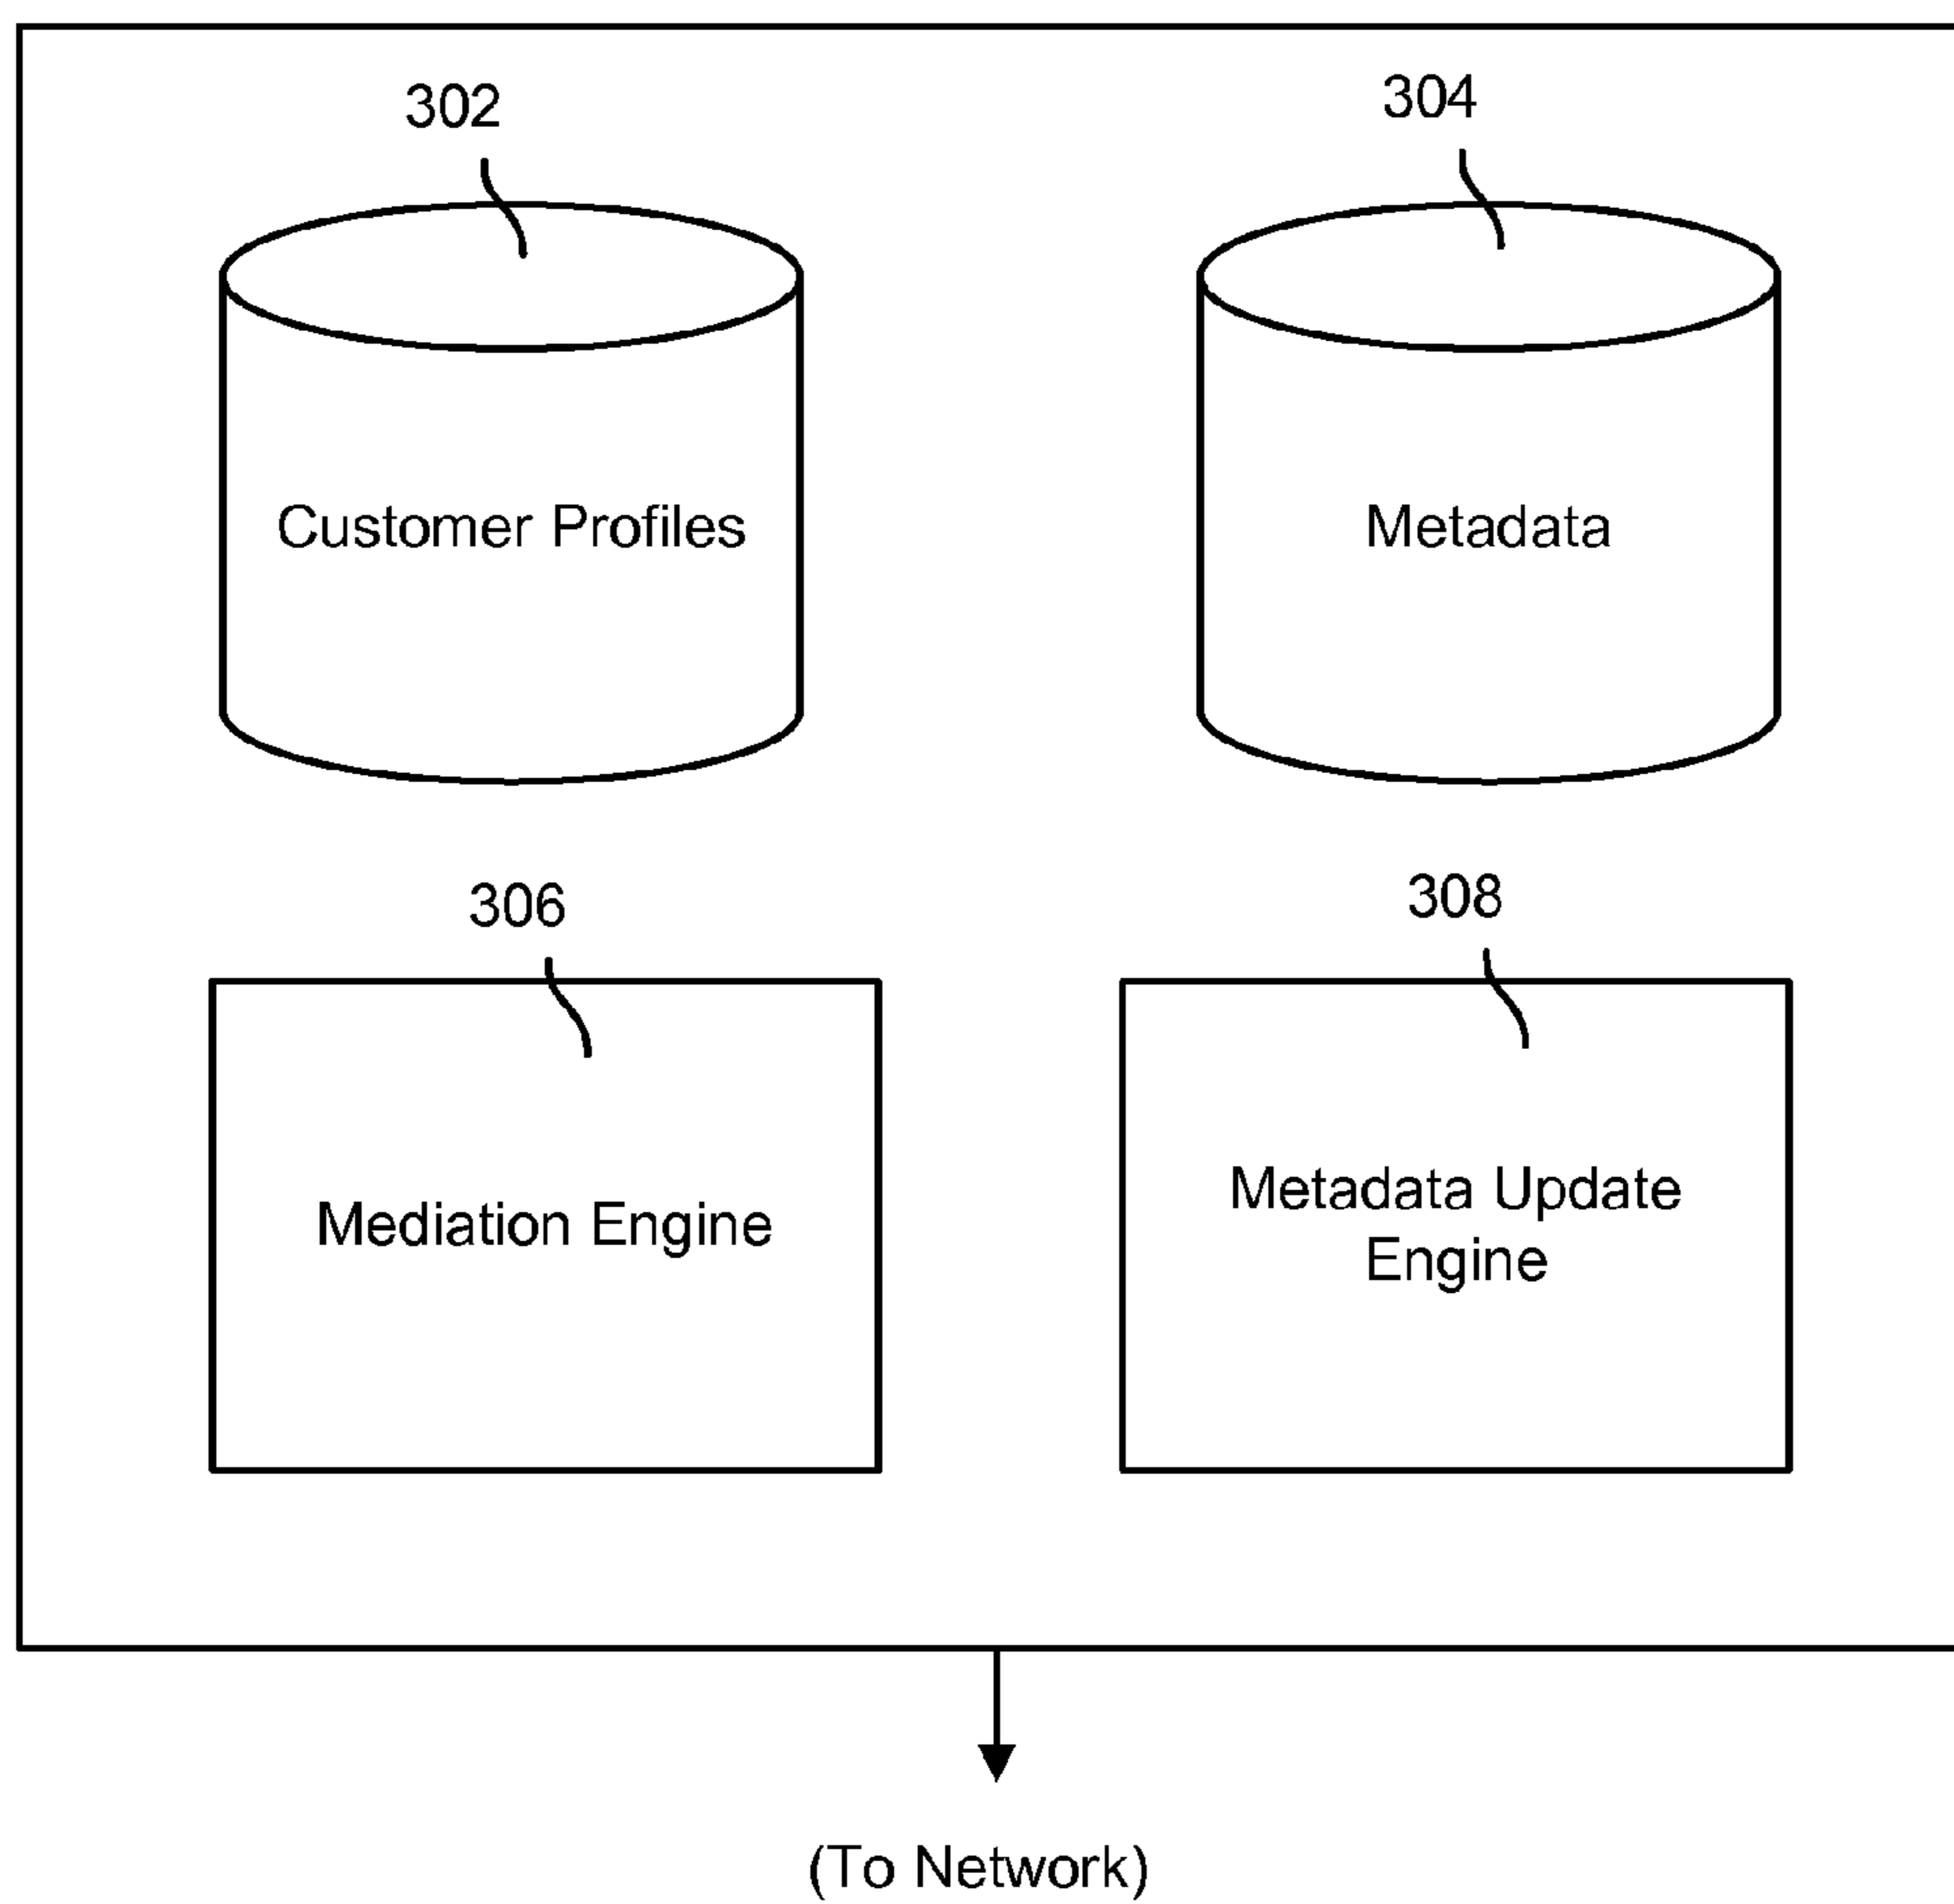 302
304
Customer Profiles
Metadata
306
308
Mediation Engine
Metadata Update
Engine
(To Network)